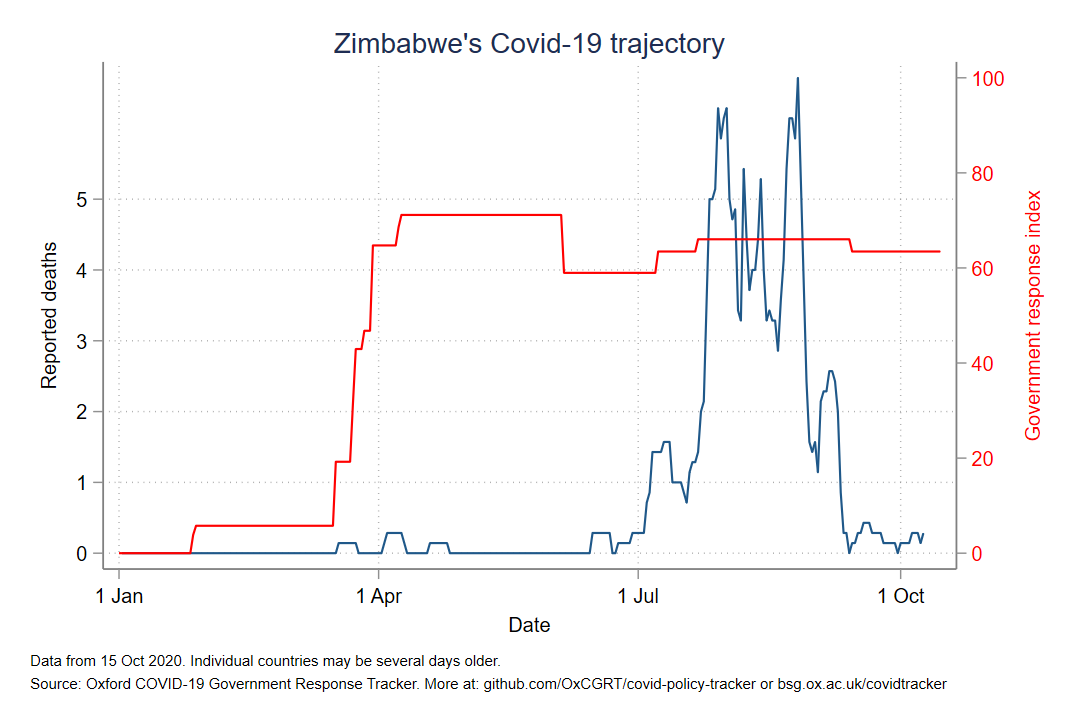 Zimbabwe's Covid-19 trajectory
100
80
5
4
60
3
40
2
20
1
0
0
Reported deaths
Government response index
1 Jan
1 Apr
1 Jul
1 Oct
Date
Data from 15 Oct 2020. Individual countries may be several days older.
Source: Oxford COVID-19 Government Response Tracker. More at: github.com/OxCGRT/covid-policy-tracker or bsg.ox.ac.uk/covidtracker